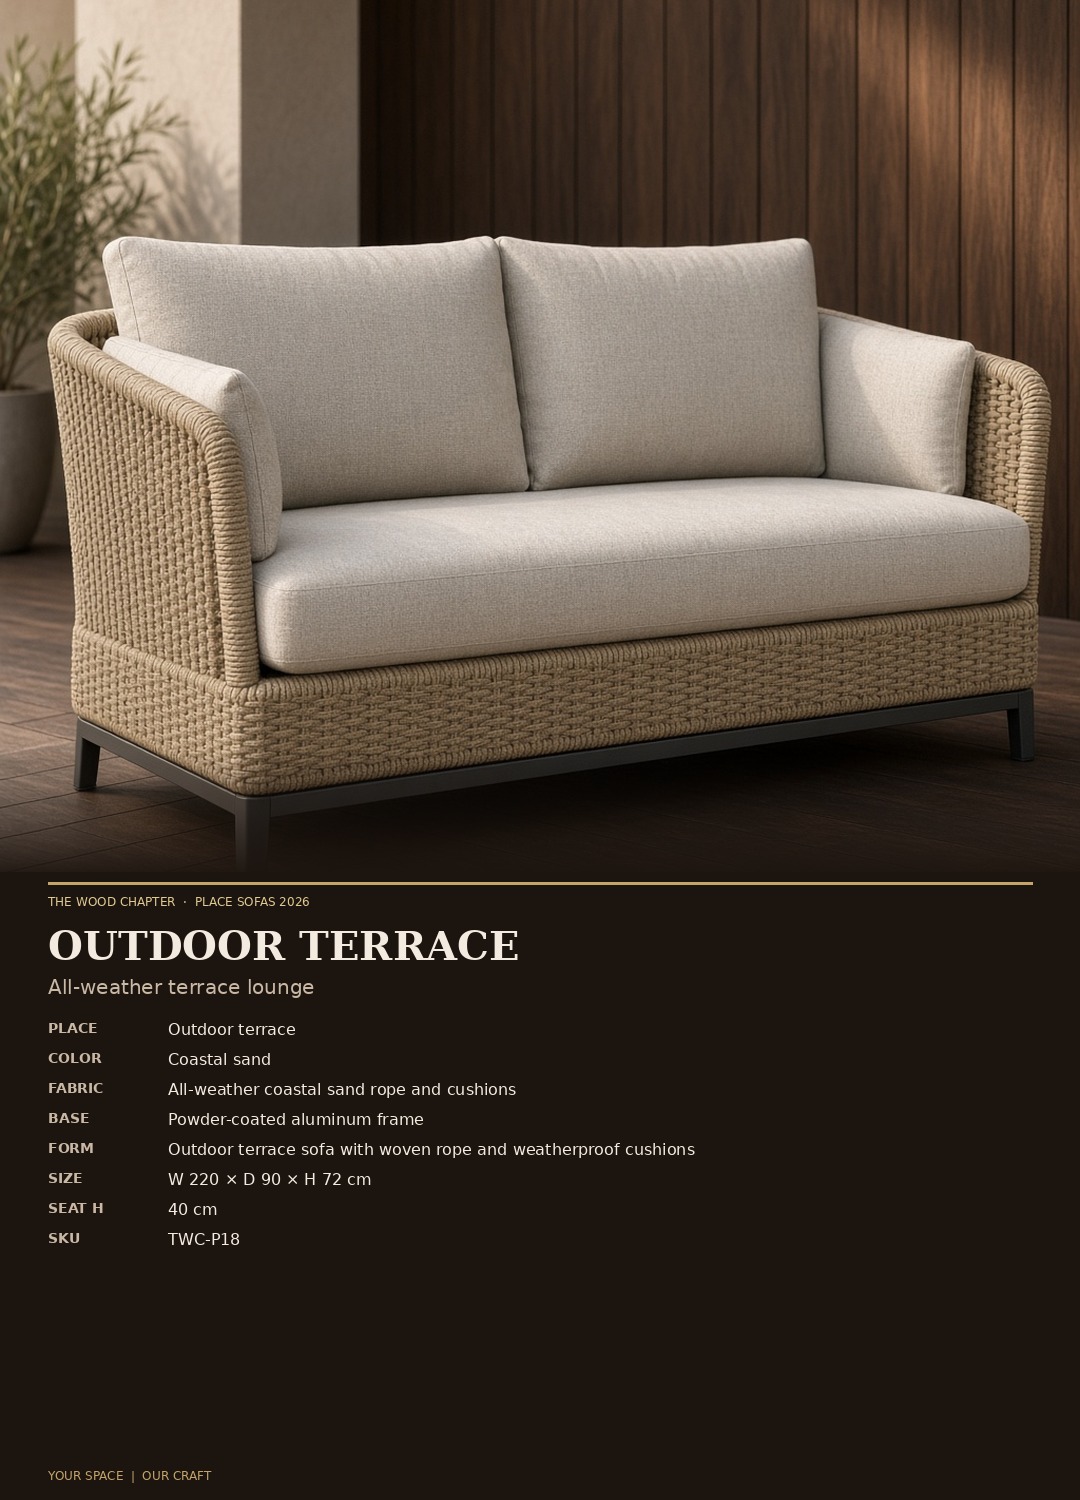 THE WOOD CHAPTER · PLACE SOFAS 2026
OUTDOOR TERRACE
All-weather terrace lounge
PLACE Outdoor terrace
COLOR Coastal sand
FABRIC All-weather coastal sand rope and cushions
BASE Powder-coated aluminum frame
FORM Outdoor terrace sofa with woven rope and weatherproof cushions
SIZE W 220 × D 90 × H 72 cm
SEAT H 40 cm
SKU TWC-P18
YOUR SPACE | OUR CRAFT